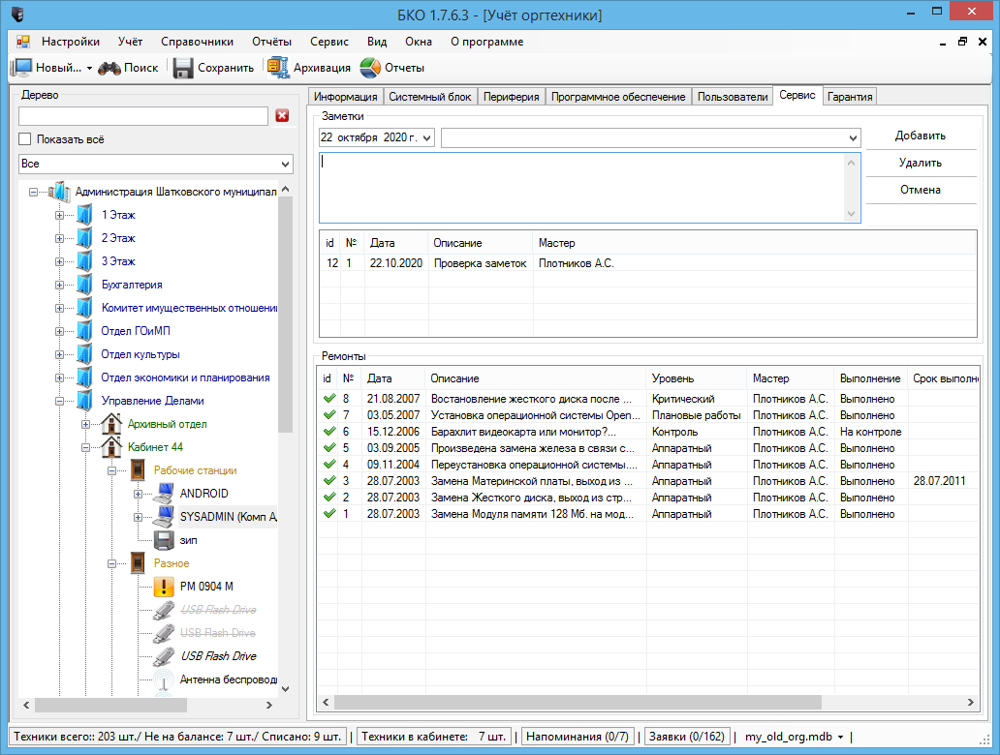 БКО 1.7.6.3 - [Учёт оргтехники]
Настройки Учёт Справочники Отчёты Сервис Вид Окна О программе
Новый... Поиск Сохранить Архивация Отчеты
Дерево
Показать всё
Все
Администрация Шатковского муниципал
1 Этаж
2 Этаж
3 Этаж
Бухгалтерия
Комитет имущественных отношени
Отдел ГОиМП
Отдел культуры
Отдел экономики и планирования
Управление Делами
Архивный отдел
Кабинет 44
Рабочие станции
ANDROID
SYSADMIN (Комп А,
зип
Разное
РМ 0904 М
USB Flash Drive
USB Flash Drive
USB Flash Drive
Антенна беспровод
Информация Системный блок Периферия Программное обеспечение Пользователи Сервис Гарантия
Заметки
22 октября 2020 г.
Добавить
Удалить
Отмена
id № Дата Описание Мастер
12 1 22.10.2020 Проверка заметок Плотников А.С.
Ремонты
id № Дата Описание Уровень Мастер Выполнение Срок выполн
8 21.08.2007 Востановление жесткого диска после ... Критический Плотников А.С. Выполнено
7 03.05.2007 Установка операционной системы Open... Плановые работы Плотников А.С. Выполнено
6 15.12.2006 Барахлит видеокарта или монитор?... Контроль Плотников А.С. На контроле
5 03.09.2005 Произведена замена железа в связи с... Аппаратный Плотников А.С. Выполнено
4 09.11.2004 Переустановка операционной системы.... Аппаратный Плотников А.С. Выполнено
3 28.07.2003 Замена Материнской платы, выход из ... Аппаратный Плотников А.С. Выполнено 28.07.2011
2 28.07.2003 Замена Жесткого диска, выход из стр... Аппаратный Плотников А.С. Выполнено
1 28.07.2003 Замена Модуля памяти 128 Мб. на мод... Аппаратный Плотников А.С. Выполнено
Техники всего:: 203 шт./ Не на балансе: 7 шт./ Списано: 9 шт. | Техники в кабинете: 7 шт. | Напоминания (0/7) | Заявки (0/162) | my_old_org.mdb |